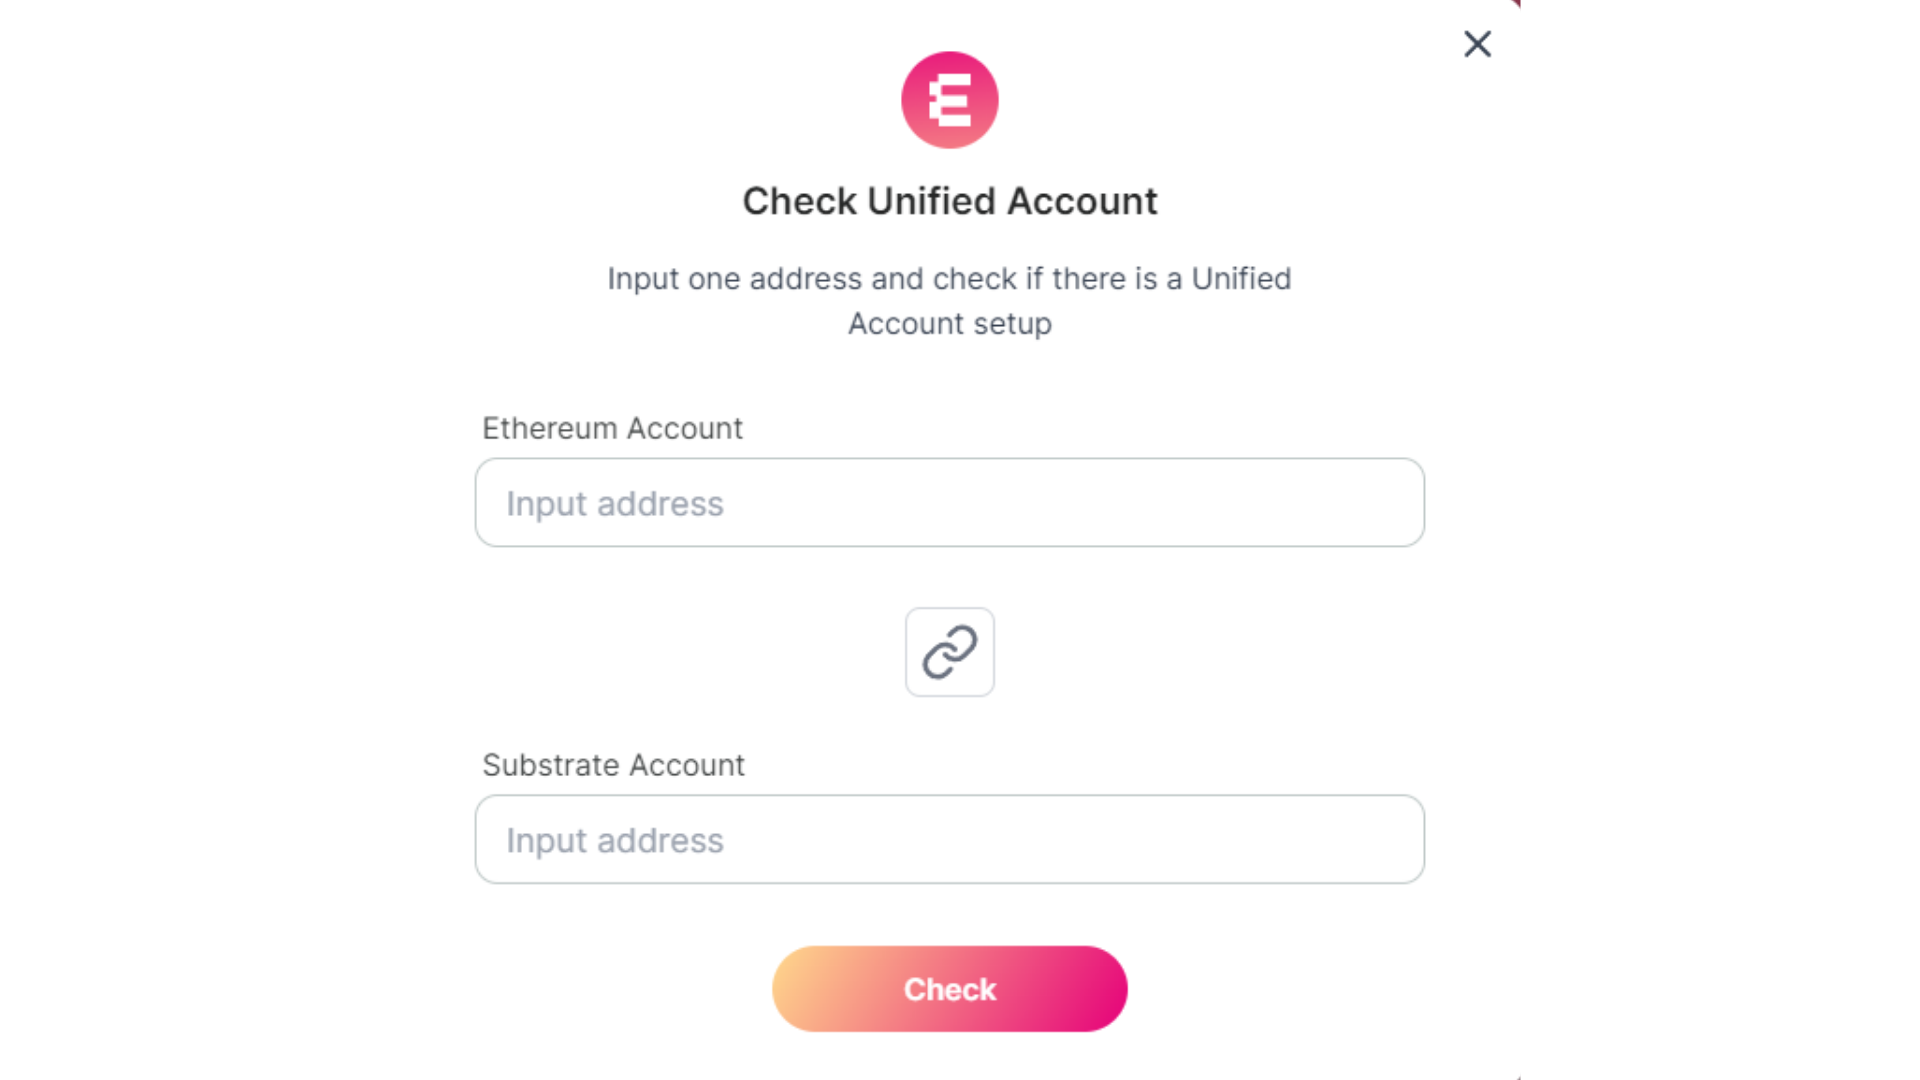 Check Unified Account
Input one address and check if there is a Unified
Account setup
Ethereum Account
Input address
Substrate Account
Input address
Check